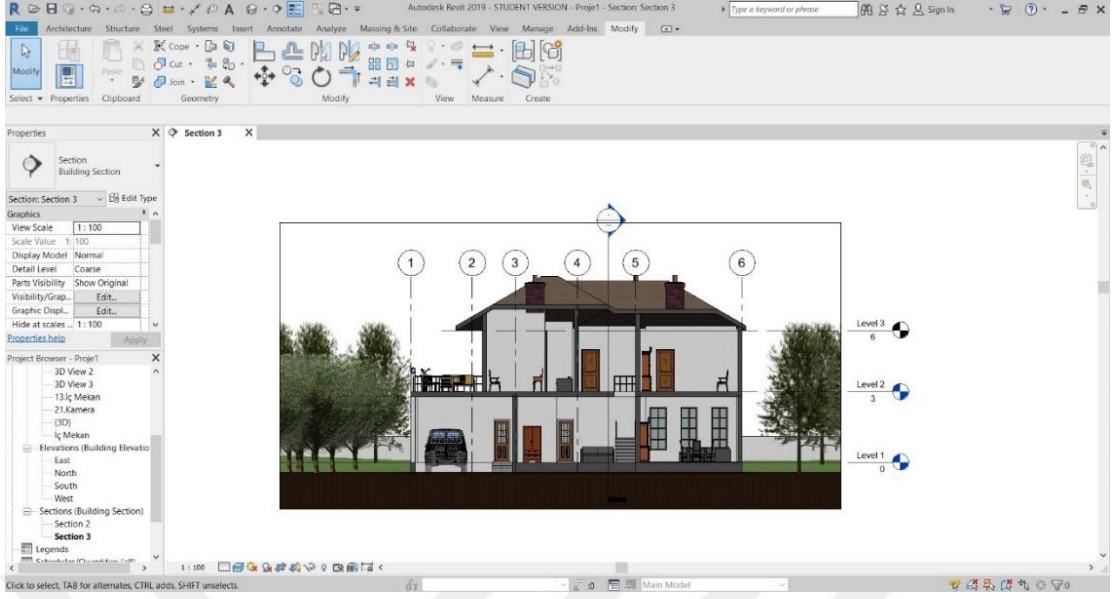 Autodesk Revit 2019 - STUDENT VERSION - Proje1 - Section: Section 3
Type a keyword or phrase
Sign In
File Architecture Structure Steel Systems Insert Annotate Analyze Massing & Site Collaborate View Manage Add-Ins Modify
Modify
Paste
Cope
Cut
Join
Select Properties Clipboard Geometry Modify View Measure Create
Properties
Section 3
Section
Building Section
Section: Section 3
Edit Type
Graphics
View Scale 1 : 100
Scale Value 1: 100
Display Model Normal
Detail Level Coarse
Parts Visibility Show Original
Visibility/Grap... Edit...
Graphic Displ... Edit...
Hide at scales ... 1 : 100
Properties help
Apply
Project Browser - Proje1
3D View 2
3D View 3
13.İç Mekan
21.Kamera
{3D}
İç Mekan
Elevations (Building Elevatio
East
North
South
West
Sections (Building Section)
Section 2
Section 3
Legends
1 2 3 4 5 6
Level 3
6
Level 2
3
Level 1
0
1 : 100
Click to select, TAB for alternates, CTRL adds, SHIFT unselects.
:0
Main Model
:0